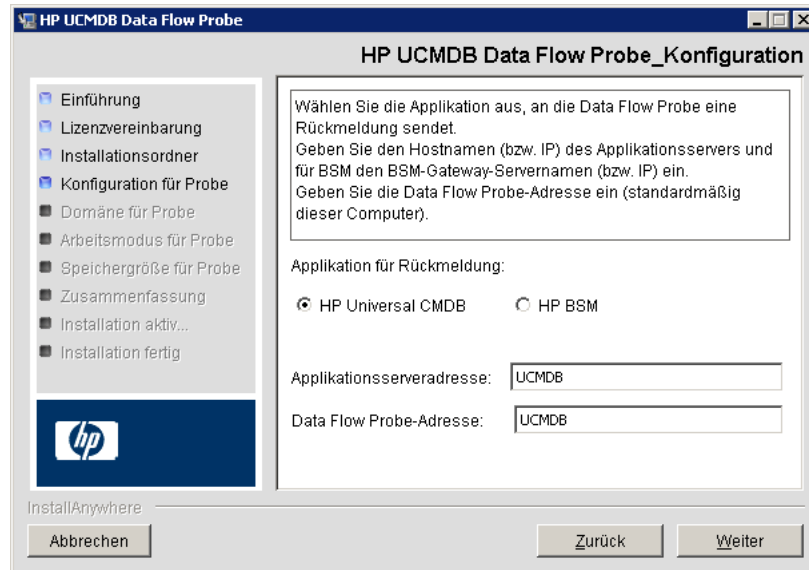 HP UCMDB Data Flow Probe
HP UCMDB Data Flow Probe_Konfiguration
Einführung
Lizenzvereinbarung
Installationsordner
Konfiguration für Probe
Domäne für Probe
Arbeitsmodus für Probe
Speichergröße für Probe
Zusammenfassung
Installation aktiv...
Installation fertig
hp
Wählen Sie die Applikation aus, an die Data Flow Probe eine
Rückmeldung sendet.
Geben Sie den Hostnamen (bzw. IP) des Applikationsservers und
für BSM den BSM-Gateway-Servernamen (bzw. IP) ein.
Geben Sie die Data Flow Probe-Adresse ein (standardmäßig
dieser Computer).
Applikation für Rückmeldung:
HP Universal CMDB HP BSM
Applikationsserveradresse: UCMDB
Data Flow Probe-Adresse: UCMDB
InstallAnywhere
Abbrechen Zurück Weiter